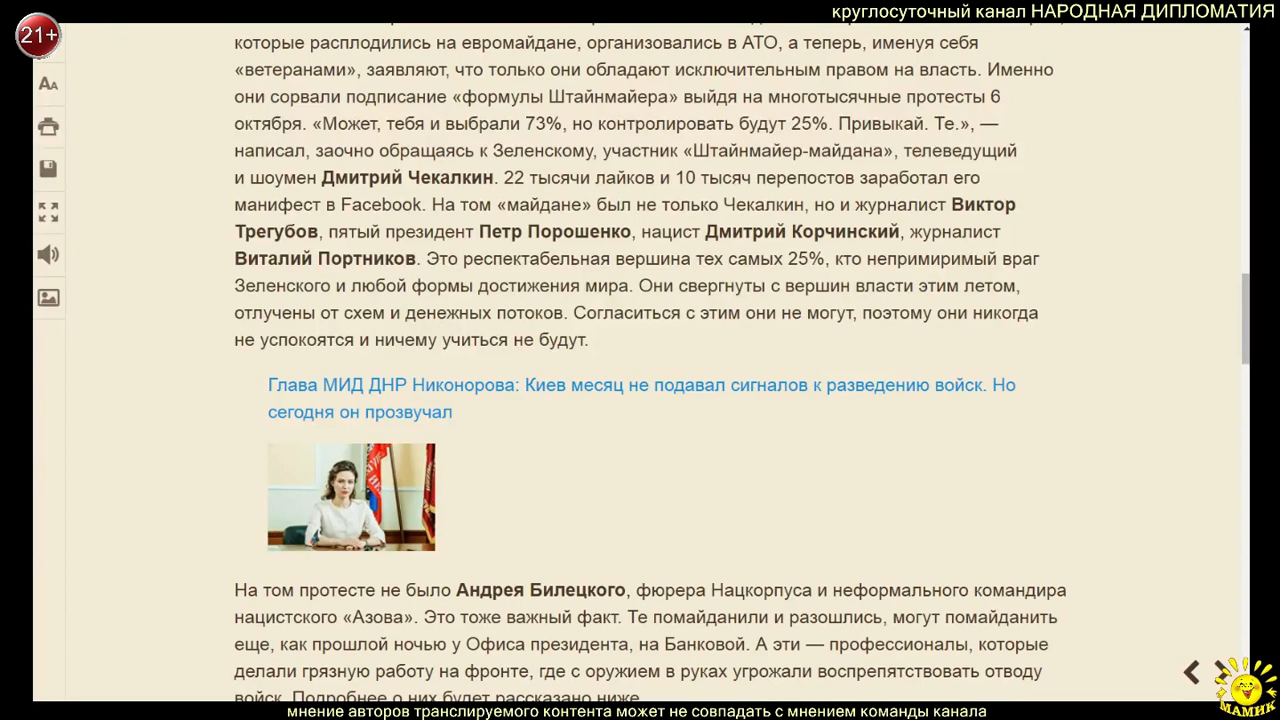 круглосуточный канал НАРОДНАЯ ДИПЛОМАТИЯ
21+
которые расплодились на евромайдане, организовались в АТО, а теперь, именуя себя
«ветеранами», заявляют, что только они обладают исключительным правом на власть. Именно
они сорвали подписание «формулы Штайнмайера» выйдя на многотысячные протесты 6
октября. «Может, тебя и выбрали 73%, но контролировать будут 25%. Привыкай. Те.», —
написал, заочно обращаясь к Зеленскому, участник «Штайнмайер-майдана», телеведущий
и шоумен Дмитрий Чекалкин. 22 тысячи лайков и 10 тысяч перепостов заработал его
манифест в Facebook. На том «майдане» был не только Чекалкин, но и журналист Виктор
Трегубов, пятый президент Петр Порошенко, нацист Дмитрий Корчинский, журналист
Виталий Портников. Это респектабельная вершина тех самых 25%, кто непримиримый враг
Зеленского и любой формы достижения мира. Они свергнуты с вершин власти этим летом,
отлучены от схем и денежных потоков. Согласиться с этим они не могут, поэтому они никогда
не успокоятся и ничему учиться не будут.
Глава МИД ДНР Никонорова: Киев месяц не подавал сигналов к разведению войск. Но
сегодня он прозвучал
На том протесте не было Андрея Билецкого, фюрера Нацкорпуса и неформального командира
нацистского «Азова». Это тоже важный факт. Те помайданили и разошлись, могут помайданить
еще, как прошлой ночью у Офиса президента, на Банковой. А эти — профессионалы, которые
делали грязную работу на фронте, где с оружием в руках угрожали воспрепятствовать отводу
войск. Подробнее о них будет рассказано ниже.
МАМИК
мнение авторов транслируемого контента может не совпадать с мнением команды канала